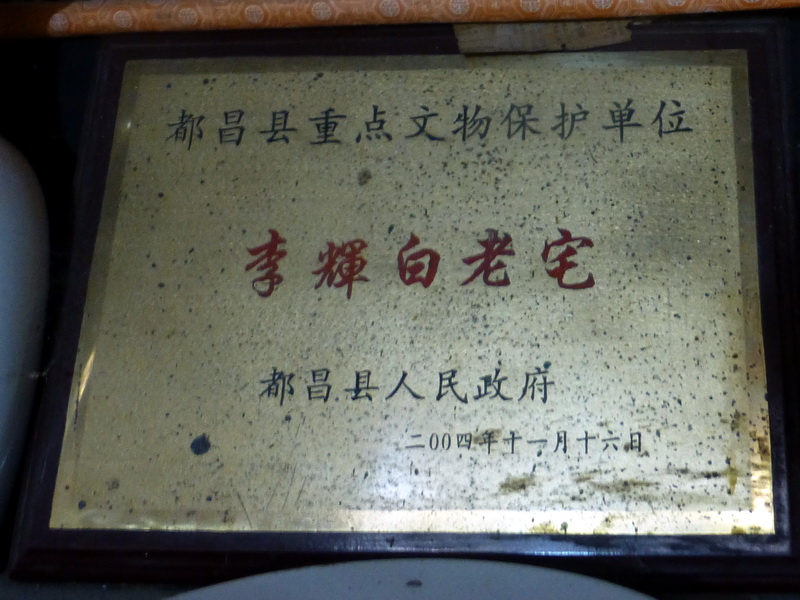 都昌县重点文物保护单位
李輝白老宅
都昌县人民政府
二00四年十一月十六日